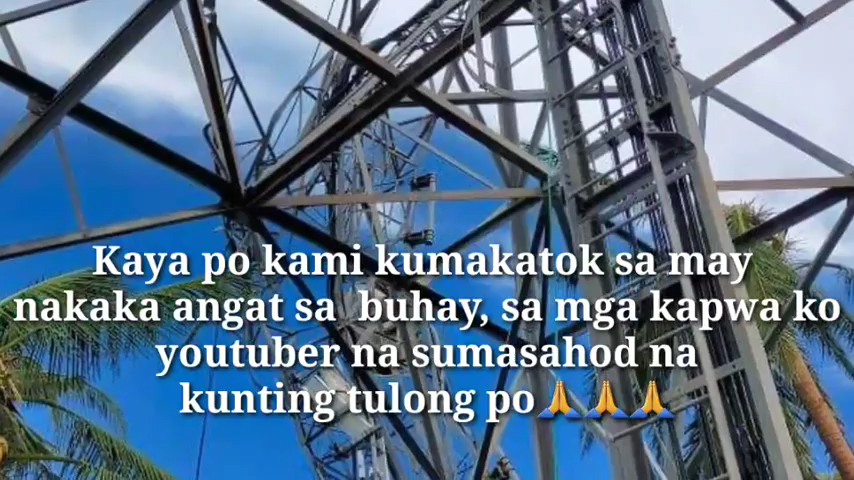 Kaya po kami kumakatok sa may
nakaka angat sa  buhay, sa mga kapwa ko
youtuber na sumasahod na
kunting tulong po🙏🙏🙏